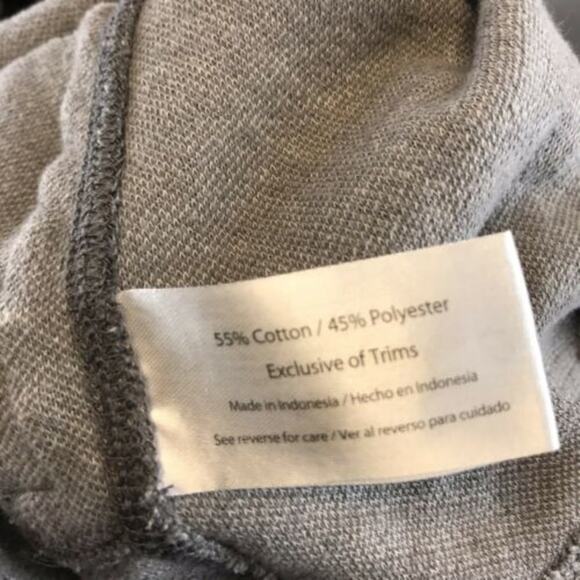 55% Cotton / 45% Polyester
Exclusive of Trims
Made in Indonesia / Hecho en Indonesia
See reverse for care / Ver al reverso para cuidado